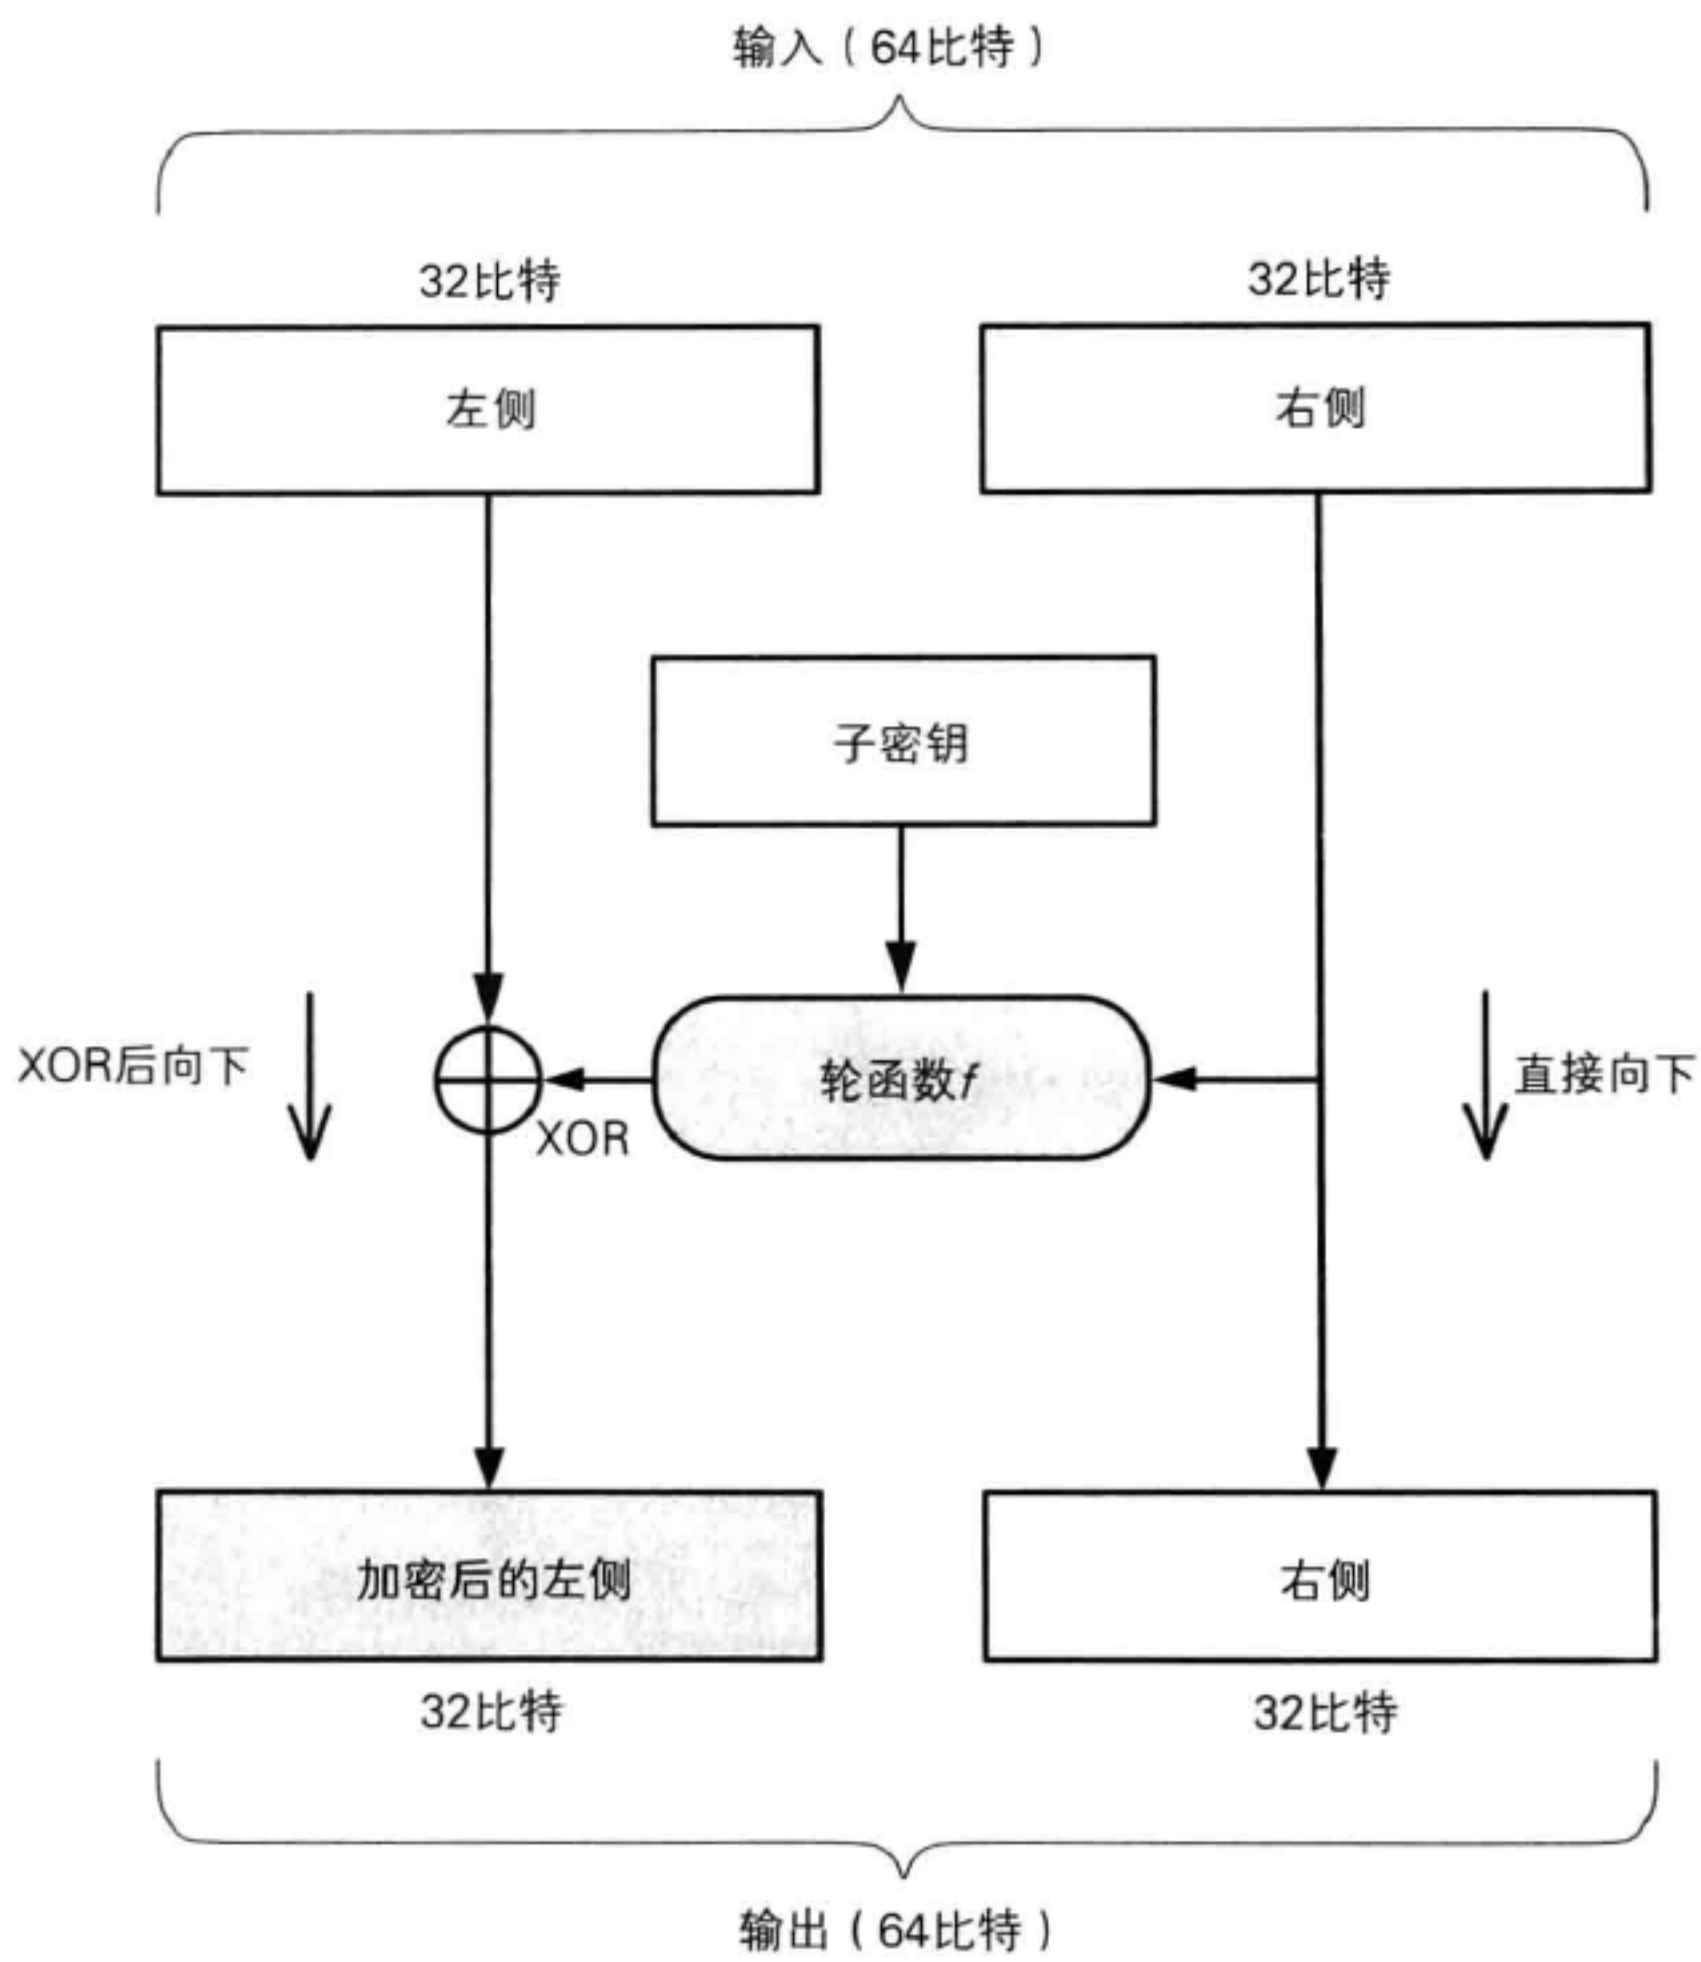 输入（64比特）
32比特
32比特
左侧
右侧
子密钥
XOR后向下
轮函数f
直接向下
XOR
加密后的左侧
右侧
32比特
32比特
输出（64比特）